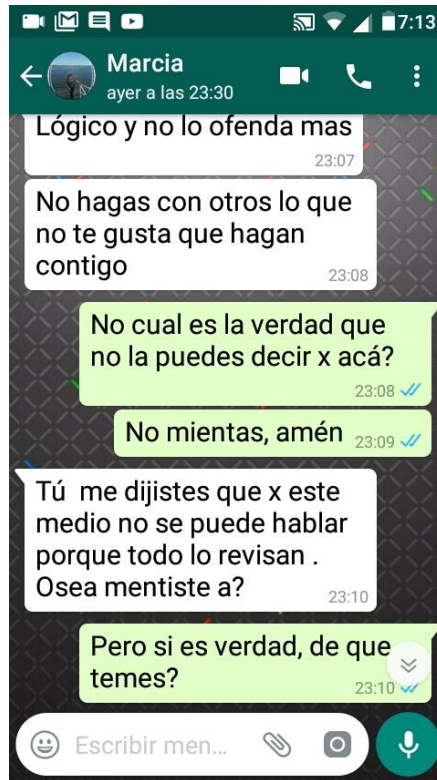 7:13
Marcia
ayer a las 23:30
Lógico y no lo ofenda mas
23:07
No hagas con otros lo que
no te gusta que hagan
contigo
23:08
No cual es la verdad que
no la puedes decir x acá?
23:08
No mientas, amén
23:09
Tú me dijistes que x este
medio no se puede hablar
porque todo lo revisan .
Osea mentiste a?
23:10
Pero si es verdad, de que
temes?
23:10
Escribir men...